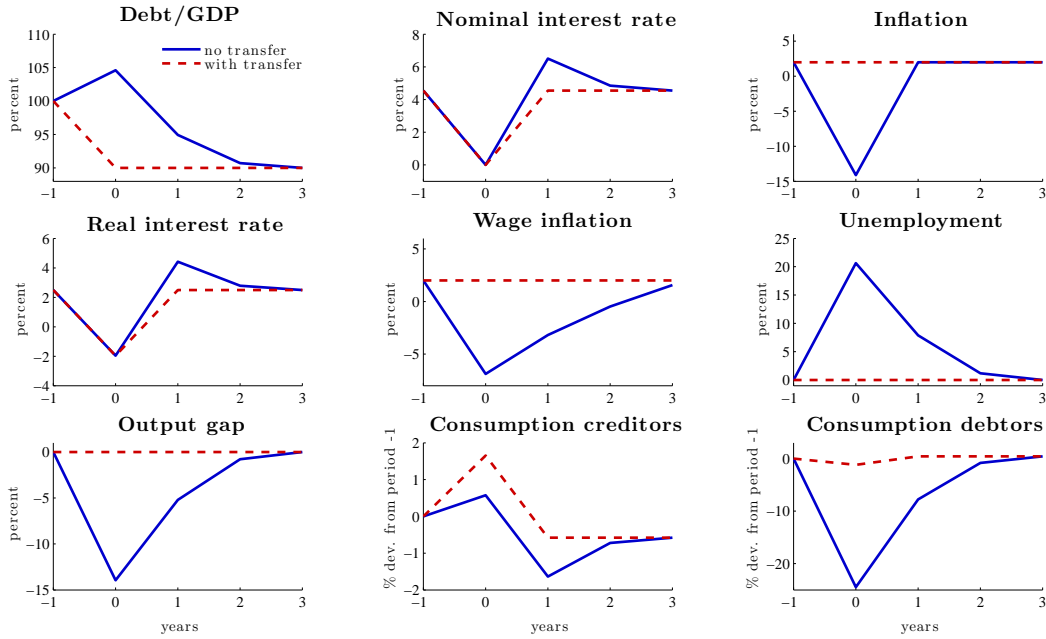 Debt/GDP
110
105
100
95
90
percent
no transfer
with transfer
−1 0 1 2 3
Nominal interest rate
8
6
4
2
0
percent
−1 0 1 2 3
Inflation
5
0
−5
−10
−15
percent
−1 0 1 2 3
Real interest rate
6
4
2
0
−2
−4
percent
−1 0 1 2 3
Wage inflation
5
0
−5
percent
−1 0 1 2 3
Unemployment
25
20
15
10
5
0
percent
−1 0 1 2 3
Output gap
0
−5
−10
−15
percent
−1 0 1 2 3
years
Consumption creditors
2
1
0
−1
−2
% dev. from period -1
−1 0 1 2 3
years
Consumption debtors
0
−10
−20
% dev. from period -1
−1 0 1 2 3
years